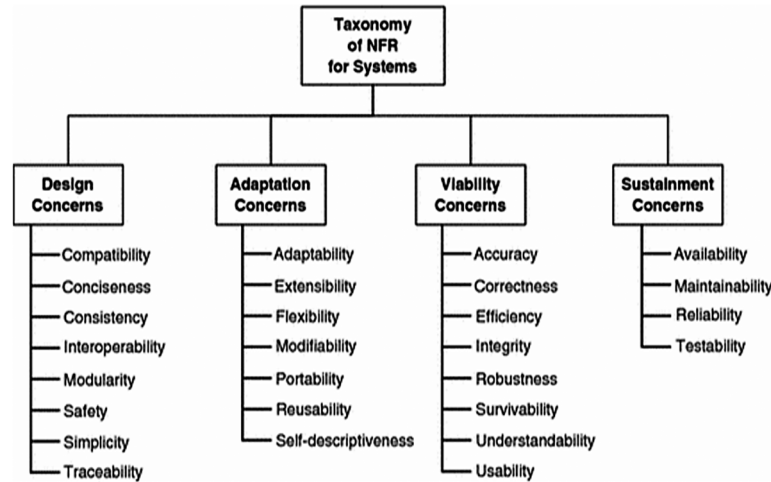 Taxonomy
of NFR
for Systems
Design
Concerns
Compatibility
Conciseness
Consistency
Interoperability
Modularity
Safety
Simplicity
Traceability
Adaptation
Concerns
Adaptability
Extensibility
Flexibility
Modifiability
Portability
Reusability
Self-descriptiveness
Viability
Concerns
Accuracy
Correctness
Efficiency
Integrity
Robustness
Survivability
Understandability
Usability
Sustainment
Concerns
Availability
Maintainability
Reliability
Testability